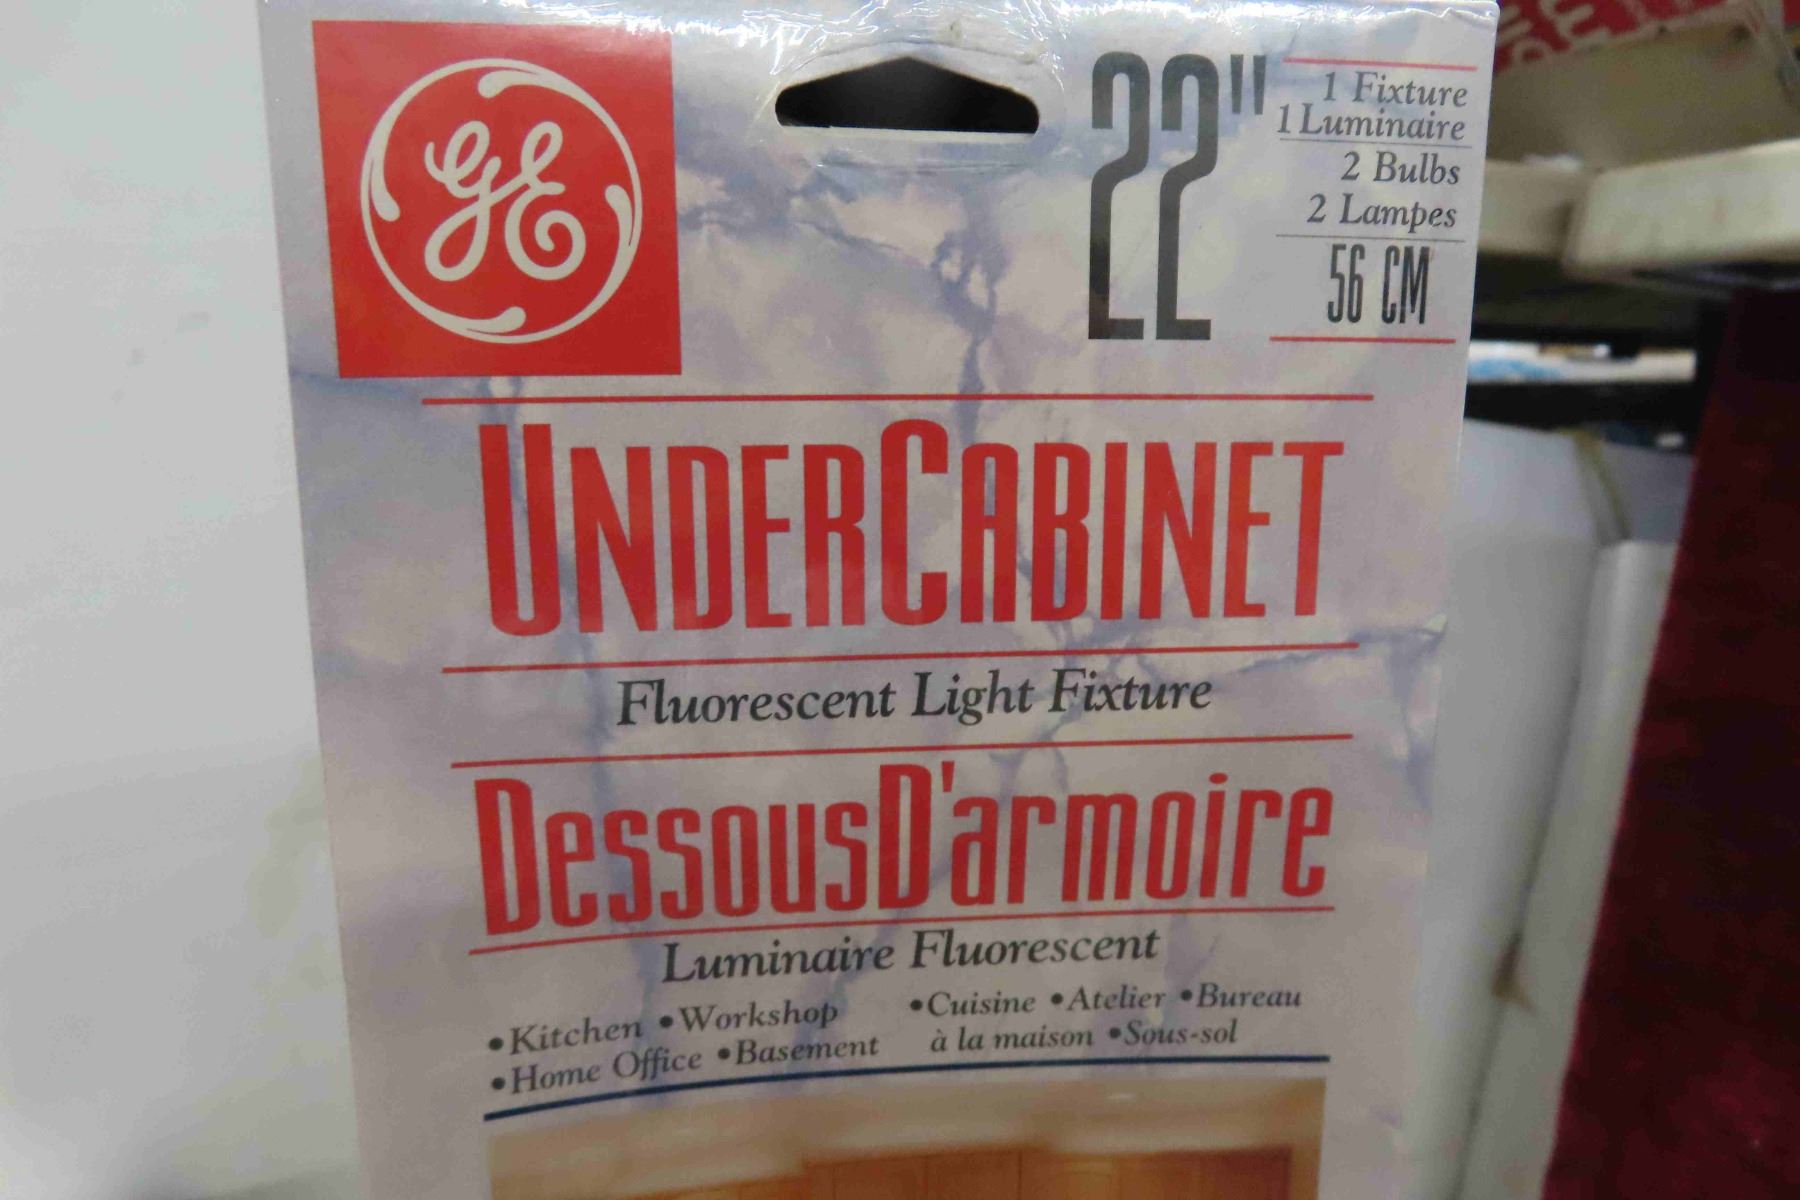 GE
22"
1 Fixture
1 Luminaire
2 Bulbs
2 Lampes
56 CM
UNDERCABINET
Fluorescent Light Fixture
DessousD'armoire
Luminaire Fluorescent
•Kitchen •Workshop
•Home Office •Basement
•Cuisine •Atelier •Bureau
à la maison •Sous-sol